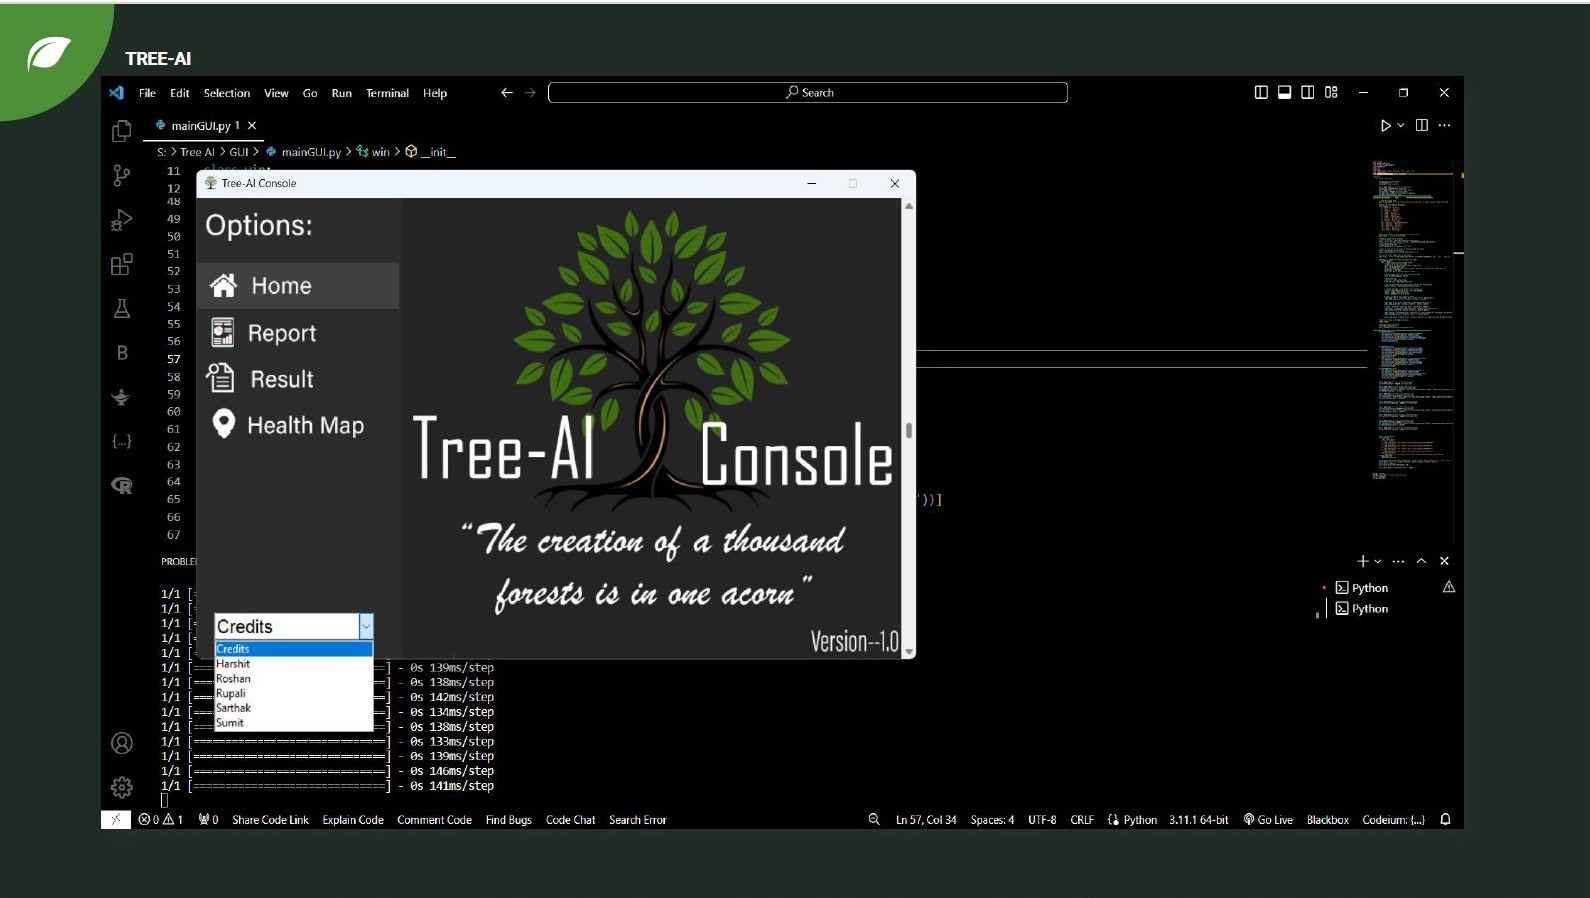 TREE-AI
File Edit Selection View Go Run Terminal Help
Search
mainGUI.py 1
S: > Tree AI > GUI > mainGUI.py > win > __init__
11
12
48
49
50
51
52
53
54
55
56
57
58
59
60
61
62
63
64
65
66
67
'))]
Tree-AI Console
Options:
Home
Report
Result
Health Map
Tree-AI Console
“The creation of a thousand
forests is in one acorn”
Version--1.0
Credits
Credits
Harshit
Roshan
Rupali
Sarthak
Sumit
PROBLE
Python
Python
1/1 [=
1/1 [=
1/1 [=
1/1 [=
1/1 [=
1/1 [===] - 0s 139ms/step
1/1 [===] - 0s 138ms/step
1/1 [===] - 0s 142ms/step
1/1 [===] - 0s 134ms/step
1/1 [===] - 0s 138ms/step
1/1 [==============================] - 0s 133ms/step
1/1 [==============================] - 0s 139ms/step
1/1 [==============================] - 0s 146ms/step
1/1 [==============================] - 0s 141ms/step
0 1 0 Share Code Link Explain Code Comment Code Find Bugs Code Chat Search Error Ln 57, Col 34 Spaces: 4 UTF-8 CRLF Python 3.11.1 64-bit Go Live Blackbox Codeium: {...}